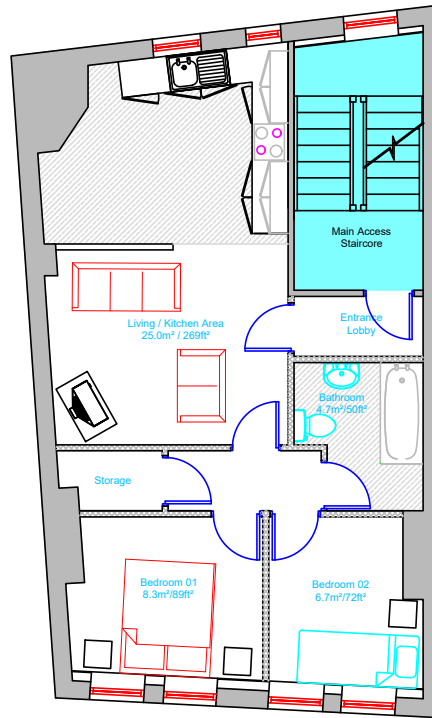 Main Access
Staircore
Living / Kitchen Area
25.0m² / 269ft²
Entrance
Lobby
Bathroom
4.7m²/50ft²
Storage
Bedroom 01
8.3m²/89ft²
Bedroom 02
6.7m²/72ft²